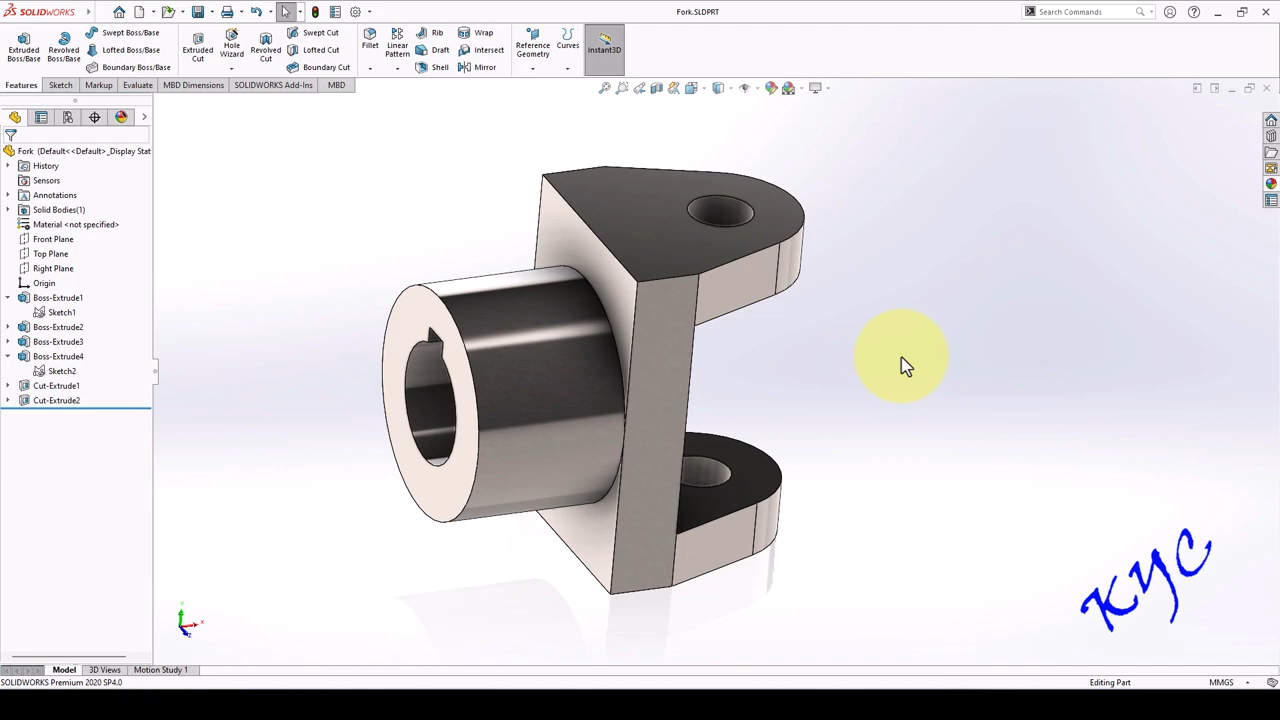 SOLIDWORKS
Fork.SLDPRT
Search Commands
Extruded Boss/Base
Revolved Boss/Base
Swept Boss/Base
Lofted Boss/Base
Boundary Boss/Base
Extruded Cut
Hole Wizard
Revolved Cut
Swept Cut
Lofted Cut
Boundary Cut
Fillet
Linear Pattern
Rib
Draft
Shell
Wrap
Intersect
Mirror
Reference Geometry
Curves
Instant3D
Features
Sketch
Markup
Evaluate
MBD Dimensions
SOLIDWORKS Add-Ins
MBD
Fork (Default<<Default>_Display Stat
History
Sensors
Annotations
Solid Bodies(1)
Material <not specified>
Front Plane
Top Plane
Right Plane
Origin
Boss-Extrude1
Sketch1
Boss-Extrude2
Boss-Extrude3
Boss-Extrude4
Sketch2
Cut-Extrude1
Cut-Extrude2
KYC
Model
3D Views
Motion Study 1
SOLIDWORKS Premium 2020 SP4.0
Editing Part
MMGS